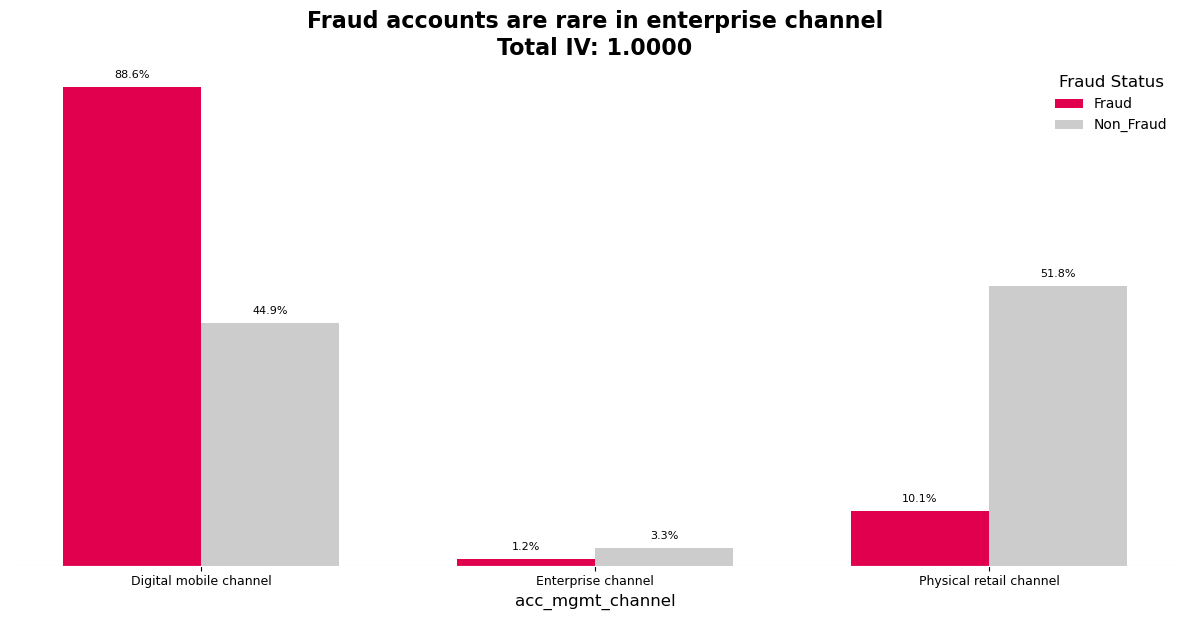 Fraud accounts are rare in enterprise channel
Total IV: 1.0000
Fraud Status
Fraud
Non_Fraud
88.6%
44.9%
1.2%
3.3%
10.1%
51.8%
Digital mobile channel
Enterprise channel
Physical retail channel
acc_mgmt_channel